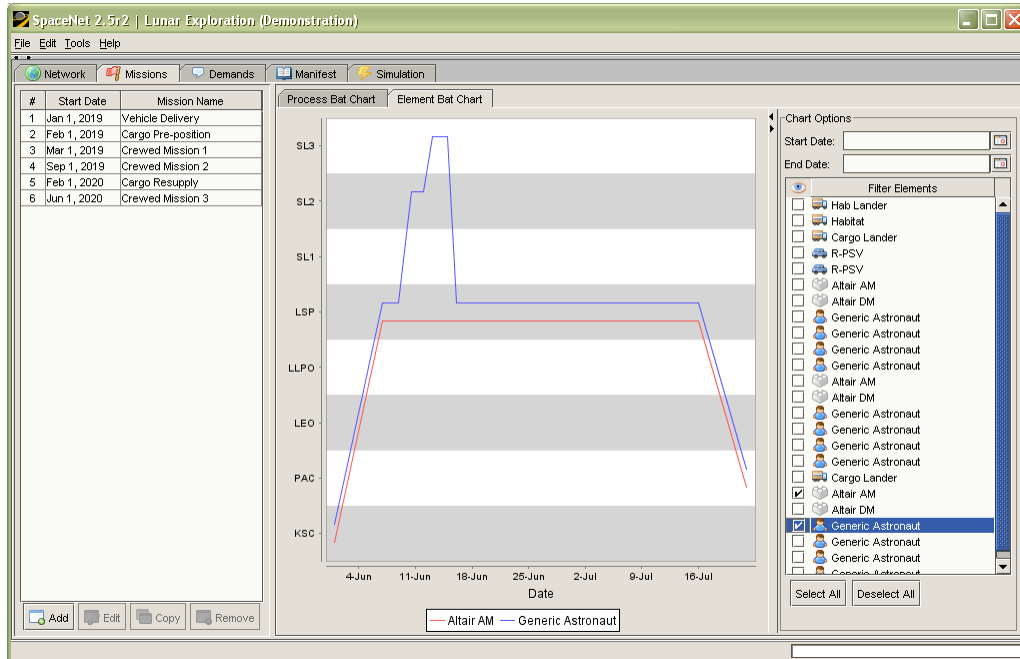 SpaceNet 2.5r2 | Lunar Exploration (Demonstration)
File Edit Tools Help
Network Missions Demands Manifest Simulation
# Start Date Mission Name
1 Jan 1, 2019 Vehicle Delivery
2 Feb 1, 2019 Cargo Pre-position
3 Mar 1, 2019 Crewed Mission 1
4 Sep 1, 2019 Crewed Mission 2
5 Feb 1, 2020 Cargo Resupply
6 Jun 1, 2020 Crewed Mission 3
Add Edit Copy Remove
Process Bat Chart Element Bat Chart
SL3
SL2
SL1
LSP
LLPO
LEO
PAC
KSC
4-Jun 11-Jun 18-Jun 25-Jun 2-Jul 9-Jul 16-Jul
Date
Altair AM Generic Astronaut
Chart Options
Start Date:
End Date:
Filter Elements
Hab Lander
Habitat
Cargo Lander
R-PSV
R-PSV
Altair AM
Altair DM
Generic Astronaut
Generic Astronaut
Generic Astronaut
Generic Astronaut
Altair AM
Altair DM
Generic Astronaut
Generic Astronaut
Generic Astronaut
Generic Astronaut
Cargo Lander
Altair AM
Altair DM
Generic Astronaut
Generic Astronaut
Generic Astronaut
Generic Astronaut
Select All Deselect All